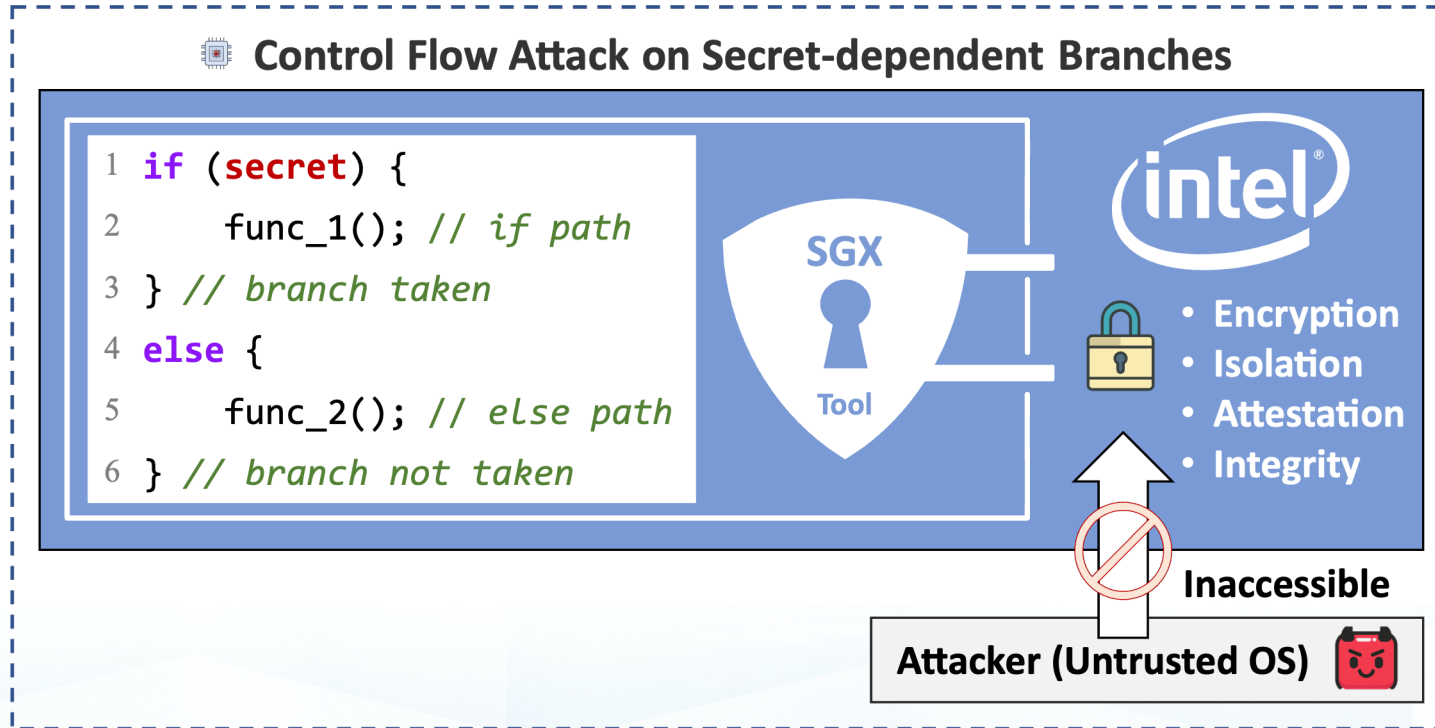 Control Flow Attack on Secret-dependent Branches
1 if (secret) {
2     func_1(); // if path
3 } // branch taken
4 else {
5     func_2(); // else path
6 } // branch not taken
SGX
Tool
intel®
• Encryption
• Isolation
• Attestation
• Integrity
Inaccessible
Attacker (Untrusted OS)